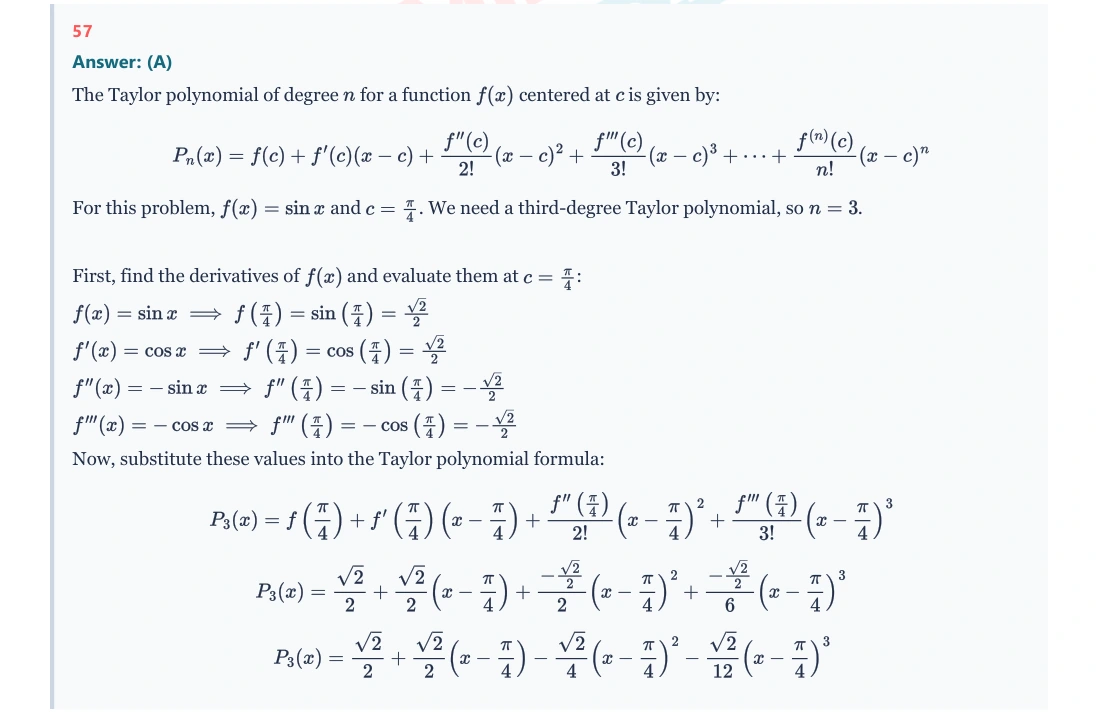 57
Answer: (A)
The Taylor polynomial of degree n for a function f(x) centered at c is given by:
Pₙ(x) = f(c) + f′(c)(x − c) + f″(c)/2! (x − c)² + f‴(c)/3! (x − c)³ + ⋯ + f⁽ⁿ⁾(c)/n! (x − c)ⁿ
For this problem, f(x) = sin x and c = π/4. We need a third-degree Taylor polynomial, so n = 3.
First, find the derivatives of f(x) and evaluate them at c = π/4:
f(x) = sin x ⟹ f(π/4) = sin(π/4) = √2/2
f′(x) = cos x ⟹ f′(π/4) = cos(π/4) = √2/2
f″(x) = − sin x ⟹ f″(π/4) = − sin(π/4) = −√2/2
f‴(x) = − cos x ⟹ f‴(π/4) = − cos(π/4) = −√2/2
Now, substitute these values into the Taylor polynomial formula:
P₃(x) = f(π/4) + f′(π/4)(x − π/4) + f″(π/4)/2! (x − π/4)² + f‴(π/4)/3! (x − π/4)³
P₃(x) = √2/2 + √2/2 (x − π/4) + (−√2/2)/2 (x − π/4)² + (−√2/2)/6 (x − π/4)³
P₃(x) = √2/2 + √2/2 (x − π/4) − √2/4 (x − π/4)² − √2/12 (x − π/4)³